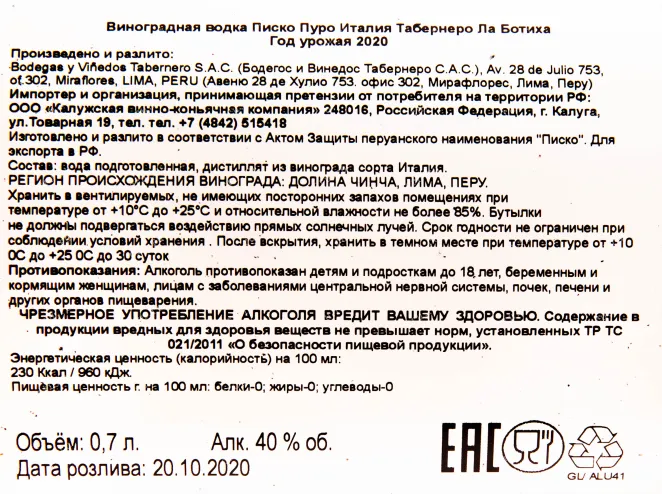 Виноградная водка Писко Пуро Италия Табернеро Ла Ботиха
Год урожая 2020
Произведено и разлито:
Bodegas y Viñedos Tabernero S.A.C. (Бодегос и Винедос Табернеро С.А.С.), Av. 28 de Julio 753,
of.302, Miraflores, LIMA, PERU (Авеню 28 де Хулио 753. офис 302, Мирафлорес, Лима, Перу)
Импортер и организация, принимающая претензии от потребителя на территории РФ:
ООО «Калужская винно-коньячная компания» 248016, Российская Федерация, г. Калуга,
ул.Товарная 19, тел. тел. +7 (4842) 515418
Изготовлено и разлито в соответствии с Актом Защиты перуанского наименования "Писко". Для
экспорта в РФ.
Состав: вода подготовленная, дистиллят из винограда сорта Италия.
РЕГИОН ПРОИСХОЖДЕНИЯ ВИНОГРАДА: ДОЛИНА ЧИНЧА, ЛИМА, ПЕРУ.
Хранить в вентилируемых, не имеющих посторонних запахов помещениях при
температуре от +10°С до +25°С и относительной влажности не более 85%. Бутылки
не должны подвергаться воздействию прямых солнечных лучей. Срок годности не ограничен при
соблюдении условий хранения . После вскрытия, хранить в темном месте при температуре от +10
0С до +25 0С до 30 суток
Противопоказания: Алкоголь противопоказан детям и подросткам до 18 лет, беременным и
кормящим женщинам, лицам с заболеваниями центральной нервной системы, почек, печени и
других органов пищеварения.
ЧРЕЗМЕРНОЕ УПОТРЕБЛЕНИЕ АЛКОГОЛЯ ВРЕДИТ ВАШЕМУ ЗДОРОВЬЮ. Содержание в
продукции вредных для здоровья веществ не превышает норм, установленных ТР ТС
021/2011 «О безопасности пищевой продукции».
Энергетическая ценность (калорийность) на 100 мл:
230 Ккал / 960 кДж.
Пищевая ценность г. на 100 мл: белки-0; жиры-0; углеводы-0
Объём: 0,7 л. Алк. 40 % об.
Дата розлива: 20.10.2020
EAC
GL/ ALU41